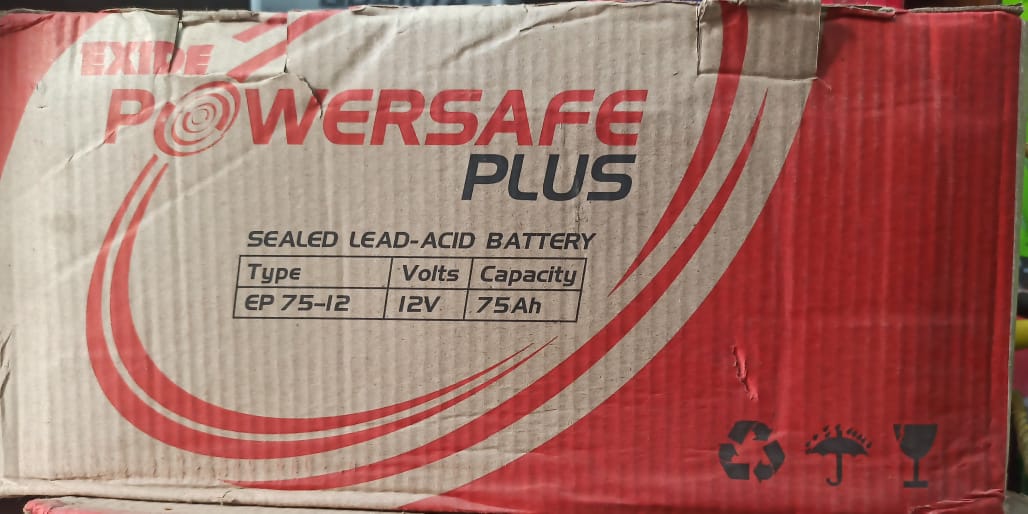 EXIDE
POWERSAFE
PLUS
SEALED LEAD-ACID BATTERY
Type Volts Capacity
EP 75-12 12V 75Ah